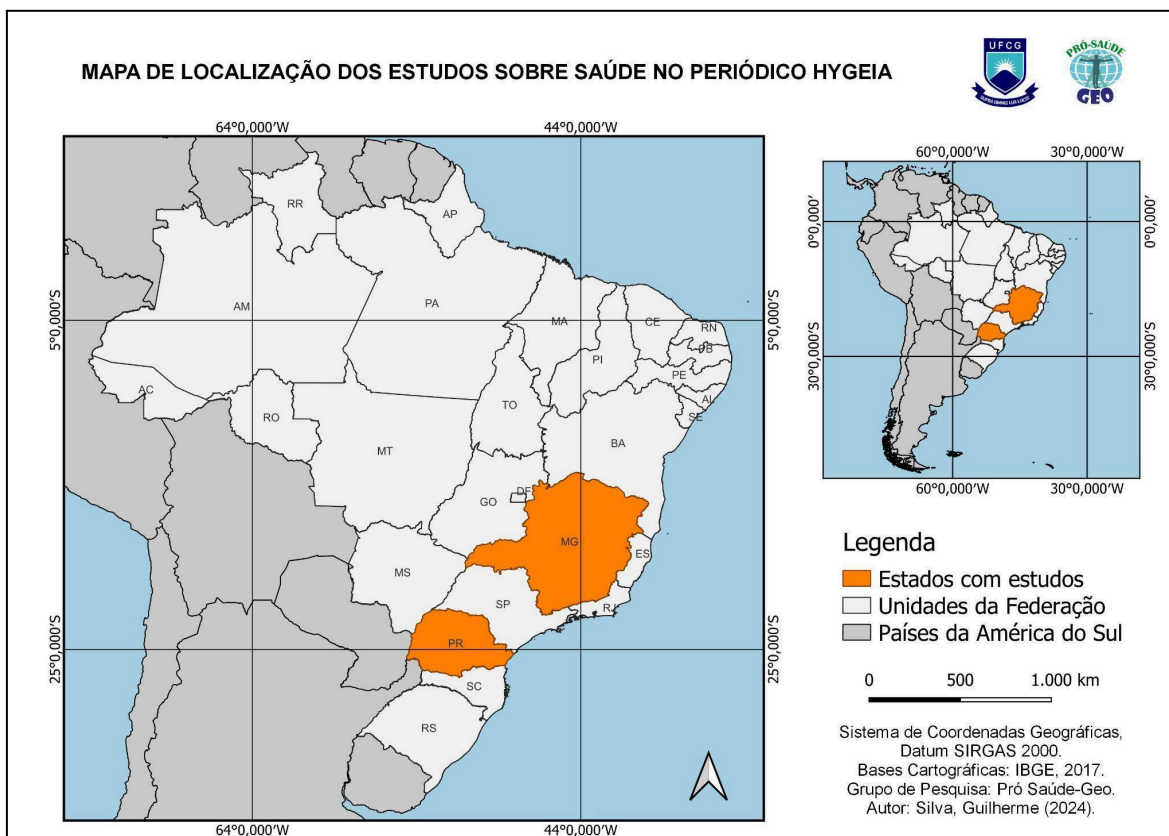 MAPA DE LOCALIZAÇÃO DOS ESTUDOS SOBRE SAÚDE NO PERIÓDICO HYGEIA
UFCG
PRÓ-SAÚDE
GEO
64°0,000′W 44°0,000′W
60°0,000′W 30°0,000′W
RR
AP
0°0,000′ 0°0,000′
AM
PA
MA
CE
RN
5°0,000′S 5°0,000′S
PB
PI
PE
AC
AL
TO
SE
RO
BA
MT
30°0,000′S 30°0,000′S
60°0,000′W 30°0,000′W
GO
DF
MG
ES
MS
SP
RJ
PR
25°0,000′S 25°0,000′S
SC
RS
64°0,000′W 44°0,000′W
Legenda
Estados com estudos
Unidades da Federação
Países da América do Sul
0 500 1.000 km
Sistema de Coordenadas Geográficas,
Datum SIRGAS 2000.
Bases Cartográficas: IBGE, 2017.
Grupo de Pesquisa: Pró Saúde-Geo.
Autor: Silva, Guilherme (2024).